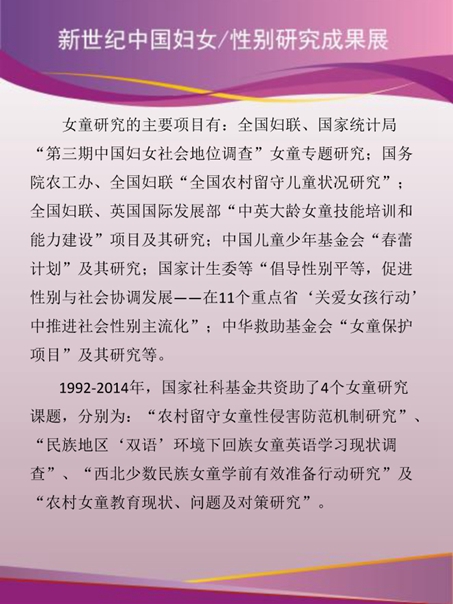 新世纪中国妇女/性别研究成果展
女童研究的主要项目有：全国妇联、国家统计局
“第三期中国妇女社会地位调查”女童专题研究；国务
院农工办、全国妇联“全国农村留守儿童状况研究”；
全国妇联、英国国际发展部“中英大龄女童技能培训和
能力建设”项目及其研究；中国儿童少年基金会“春蕾
计划”及其研究；国家计生委等“倡导性别平等，促进
性别与社会协调发展——在11个重点省‘关爱女孩行动’
中推进社会性别主流化”；中华救助基金会“女童保护
项目”及其研究等。
1992-2014年，国家社科基金共资助了4个女童研究
课题，分别为：“农村留守女童性侵害防范机制研究”、
“民族地区‘双语’环境下回族女童英语学习现状调
查”、“西北少数民族女童学前有效准备行动研究”及
“农村女童教育现状、问题及对策研究”。